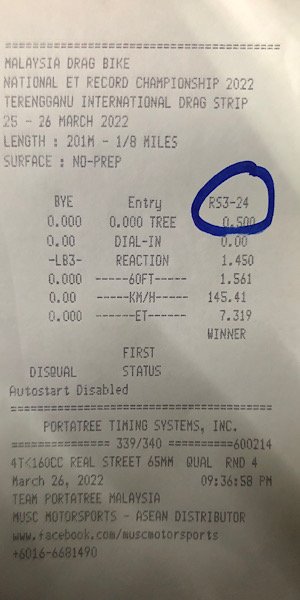 ================================
MALAYSIA DRAG BIKE
NATIONAL ET RECORD CHAMPIONSHIP 2022
TERENGGANU INTERNATIONAL DRAG STRIP
25 - 26 MARCH 2022
LENGTH : 201M - 1/8 MILES
SURFACE : NO-PREP
BYE Entry RS3-24
0.000 0.000 TREE 0.500
0.00 DIAL-IN 0.00
-LB3- REACTION 1.450
0.000 ------60FT------ 1.561
0.00 ------KM/H------ 145.41
0.000 -------ET------- 7.319
WINNER
FIRST
DISQUAL STATUS
Autostart Disabled
================================
PORTATREE TIMING SYSTEMS, INC.
=============== 339/340 ==========600214
4T<160CC REAL STREET 65MM QUAL RND 4
March 26, 2022 09:36:58 PM
TEAM PORTATREE MALAYSIA
MUSC MOTORSPORTS - ASEAN DISTRIBUTOR
www.facebook.com/muscmotorsports
+6016-6681490